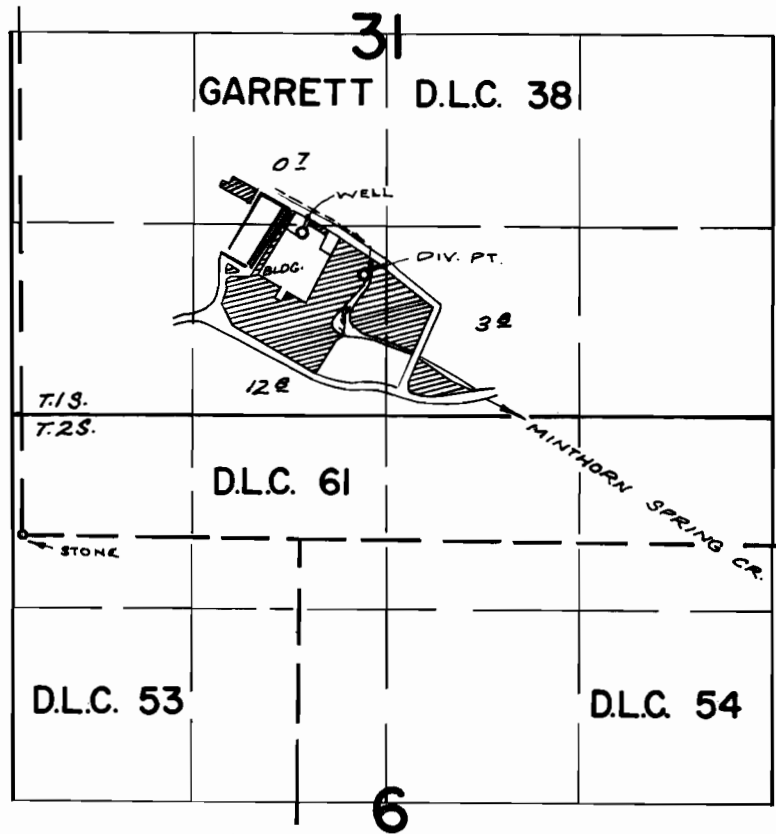 31
GARRETT D.L.C. 38
0.7
WELL
BLDG.
DIV. PT.
3.2
12.2
T.1S.
T.2S.
MINTHORN SPRING CR.
D.L.C. 61
STONE
D.L.C. 53
D.L.C. 54
6